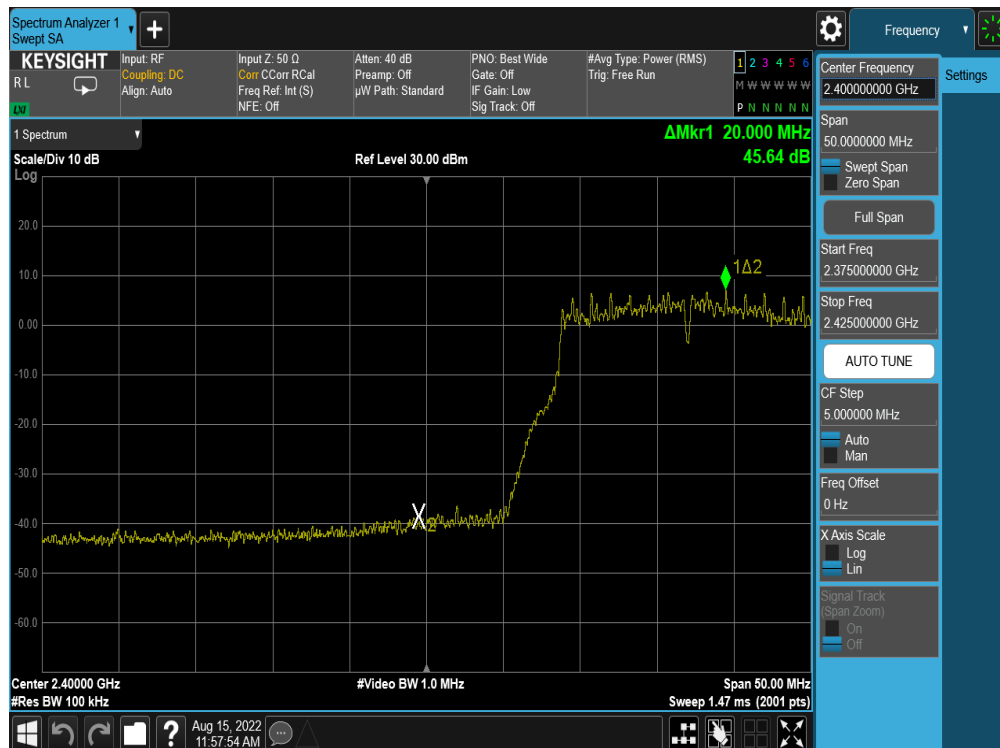 Spectrum Analyzer 1
Swept SA
Frequency
KEYSIGHT
R L
LXI
Input: RF
Coupling: DC
Align: Auto
Input Z: 50 Ω
Corr CCorr RCal
Freq Ref: Int (S)
NFE: Off
Atten: 40 dB
Preamp: Off
µW Path: Standard
PNO: Best Wide
Gate: Off
IF Gain: Low
Sig Track: Off
#Avg Type: Power (RMS)
Trig: Free Run
1 2 3 4 5 6
M W W W W W
P N N N N N
1 Spectrum
Scale/Div 10 dB
Log
Ref Level 30.00 dBm
ΔMkr1 20.000 MHz
45.64 dB
20.0
10.0
0.00
-10.0
-20.0
-30.0
-40.0
-50.0
-60.0
1Δ2
X2
Center 2.40000 GHz
#Res BW 100 kHz
#Video BW 1.0 MHz
Span 50.00 MHz
Sweep 1.47 ms (2001 pts)
?
Aug 15, 2022
11:57:54 AM
Center Frequency
2.400000000 GHz
Settings
Span
50.0000000 MHz
Swept Span
Zero Span
Full Span
Start Freq
2.375000000 GHz
Stop Freq
2.425000000 GHz
AUTO TUNE
CF Step
5.000000 MHz
Auto
Man
Freq Offset
0 Hz
X Axis Scale
Log
Lin
Signal Track
(Span Zoom)
On
Off